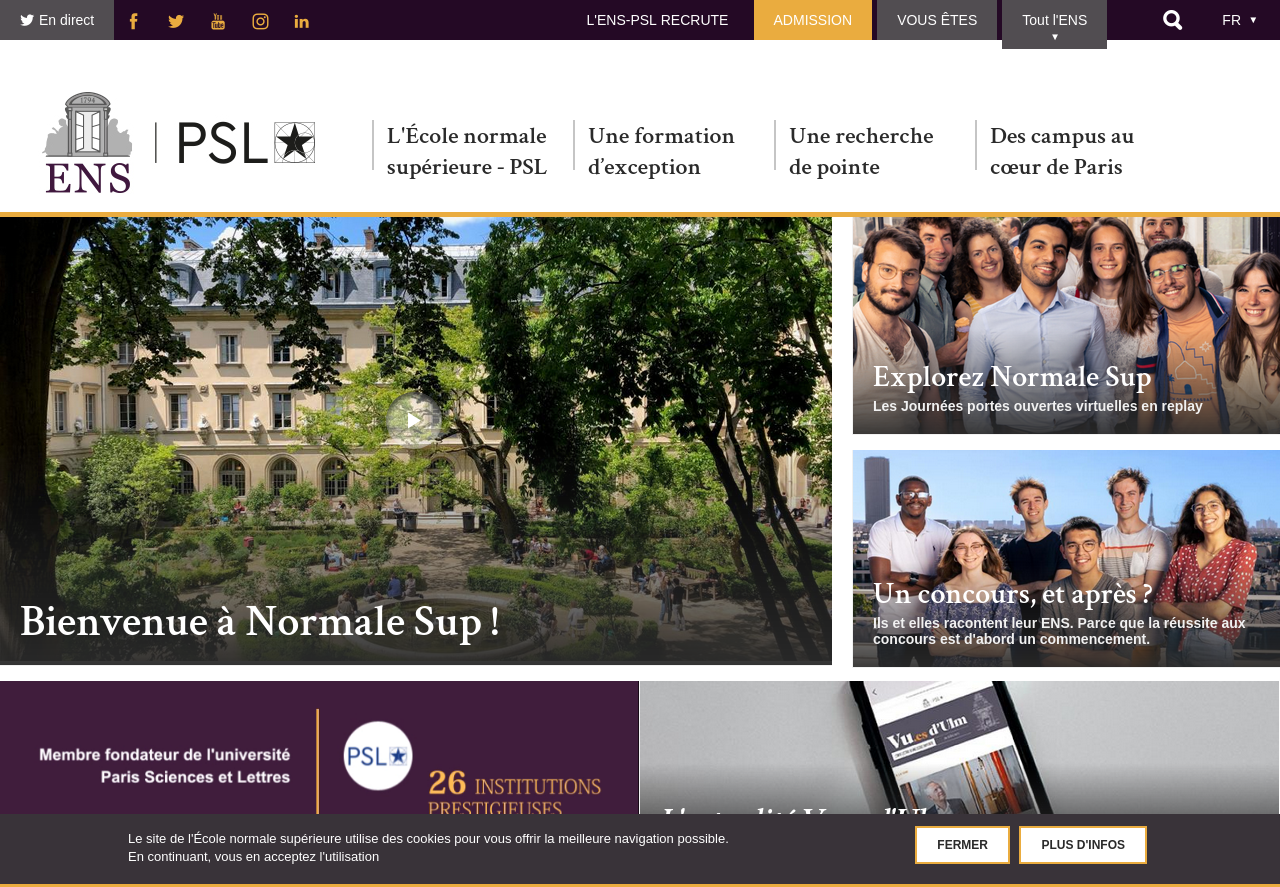 En direct
L'ENS-PSL RECRUTE
ADMISSION
VOUS ÊTES
Tout l'ENS
FR
1794
ENS
PSL
L'École normale
supérieure - PSL
Une formation
d’exception
Une recherche
de pointe
Des campus au
cœur de Paris
Bienvenue à Normale Sup !
Explorez Normale Sup
Les Journées portes ouvertes virtuelles en replay
Un concours, et après ?
Ils et elles racontent leur ENS. Parce que la réussite aux
concours est d'abord un commencement.
Membre fondateur de l'université
Paris Sciences et Lettres
PSL
26 INSTITUTIONS
PRESTIGIEUSES
ENS
Vu.es d'Ulm
Le site de l'École normale supérieure utilise des cookies pour vous offrir la meilleure navigation possible.
En continuant, vous en acceptez l'utilisation
FERMER
PLUS D'INFOS